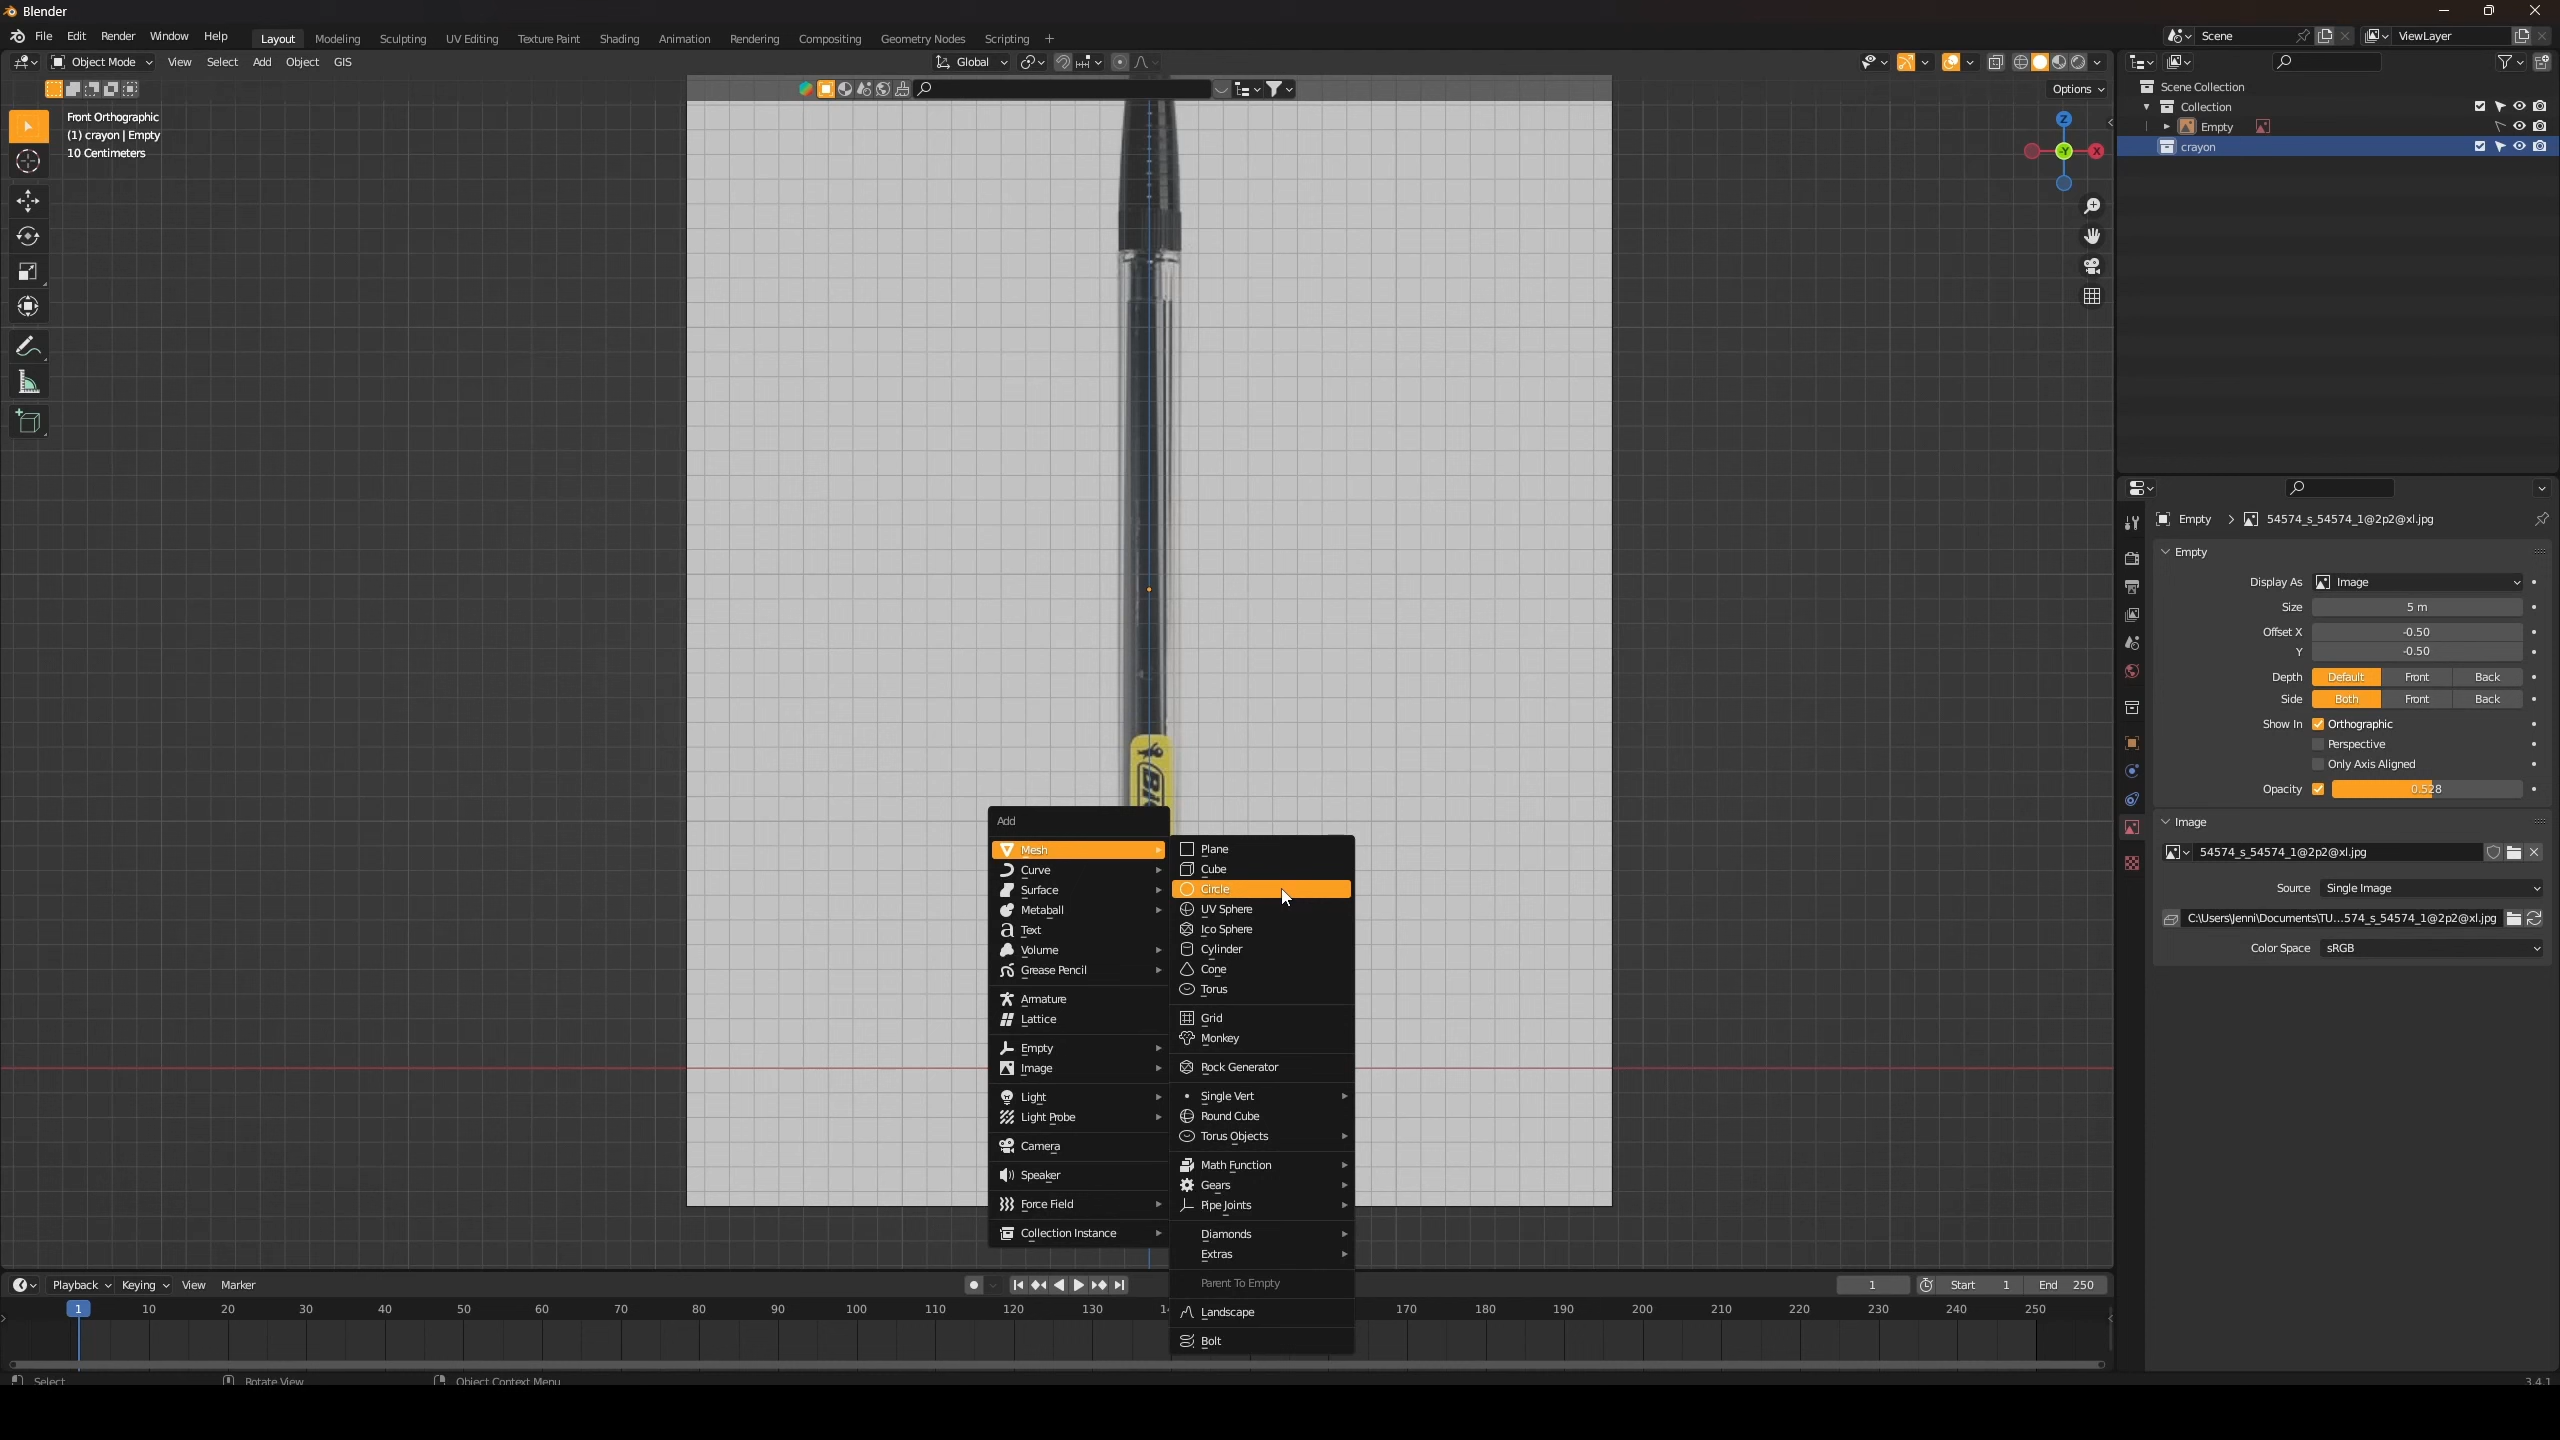 Blender
File Edit Render Window Help Layout Modeling Sculpting UV Editing Texture Paint Shading Animation Rendering Compositing Geometry Nodes Scripting + Scene ViewLayer
Object Mode View Select Add Object GIS Global
Options
Front Orthographic
(1) crayon | Empty
10 Centimeters
Z
-Y X
Bic
Add
Mesh
Curve
Surface
Metaball
Text
Volume
Grease Pencil
Armature
Lattice
Empty
Image
Light
Light Probe
Camera
Speaker
Force Field
Collection Instance
Plane
Cube
Circle
UV Sphere
Ico Sphere
Cylinder
Cone
Torus
Grid
Monkey
Rock Generator
Single Vert
Round Cube
Torus Objects
Math Function
Gears
Pipe Joints
Diamonds
Extras
Parent To Empty
Landscape
Bolt
Scene Collection
Collection
Empty
crayon
Empty > 54574_s_54574_1@2p2@xl.jpg
Empty
Display As Image
Size 5 m
Offset X -0.50
Y -0.50
Depth Default Front Back
Side Both Front Back
Show In Orthographic
Perspective
Only Axis Aligned
Opacity 0.528
Image
54574_s_54574_1@2p2@xl.jpg
Source Single Image
C:\Users\Jenni\Documents\TU...574_s_54574_1@2p2@xl.jpg
Color Space sRGB
Playback Keying View Marker 1 Start 1 End 250
1 10 20 30 40 50 60 70 80 90 100 110 120 130 170 180 190 200 210 220 230 240 250
Select Rotate View Object Context Menu 3.4.1